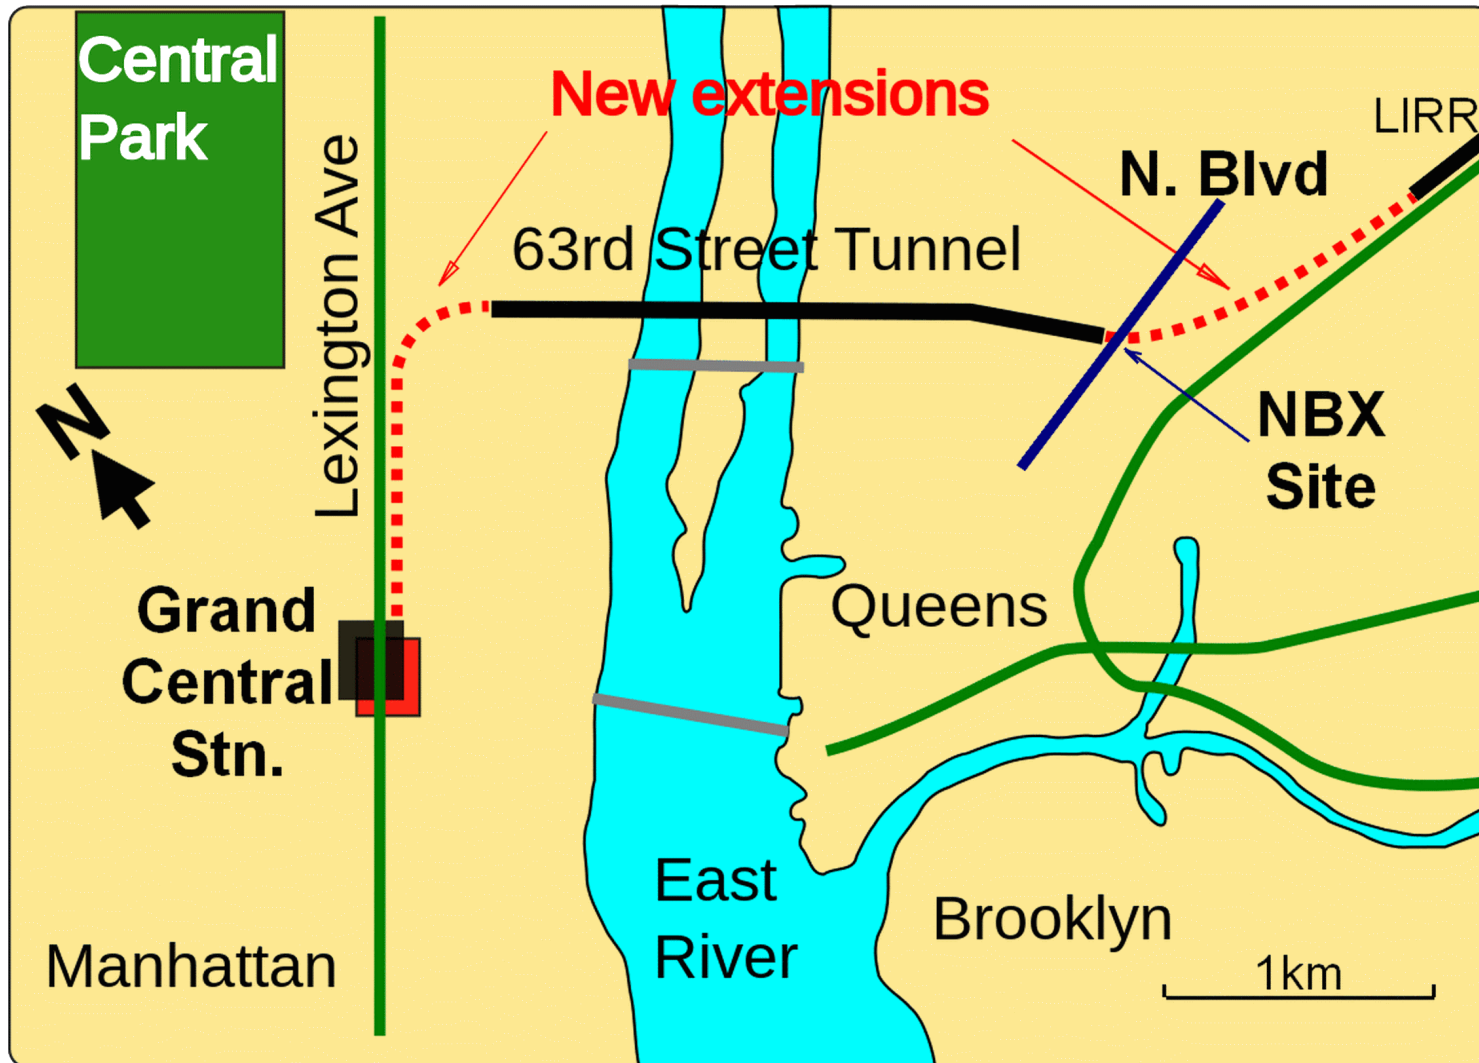 Central
Park
New extensions
LIRR
N. Blvd
Lexington Ave
63rd Street Tunnel
N
NBX
Site
Grand
Central
Stn.
Queens
East
River
Brooklyn
Manhattan
1km